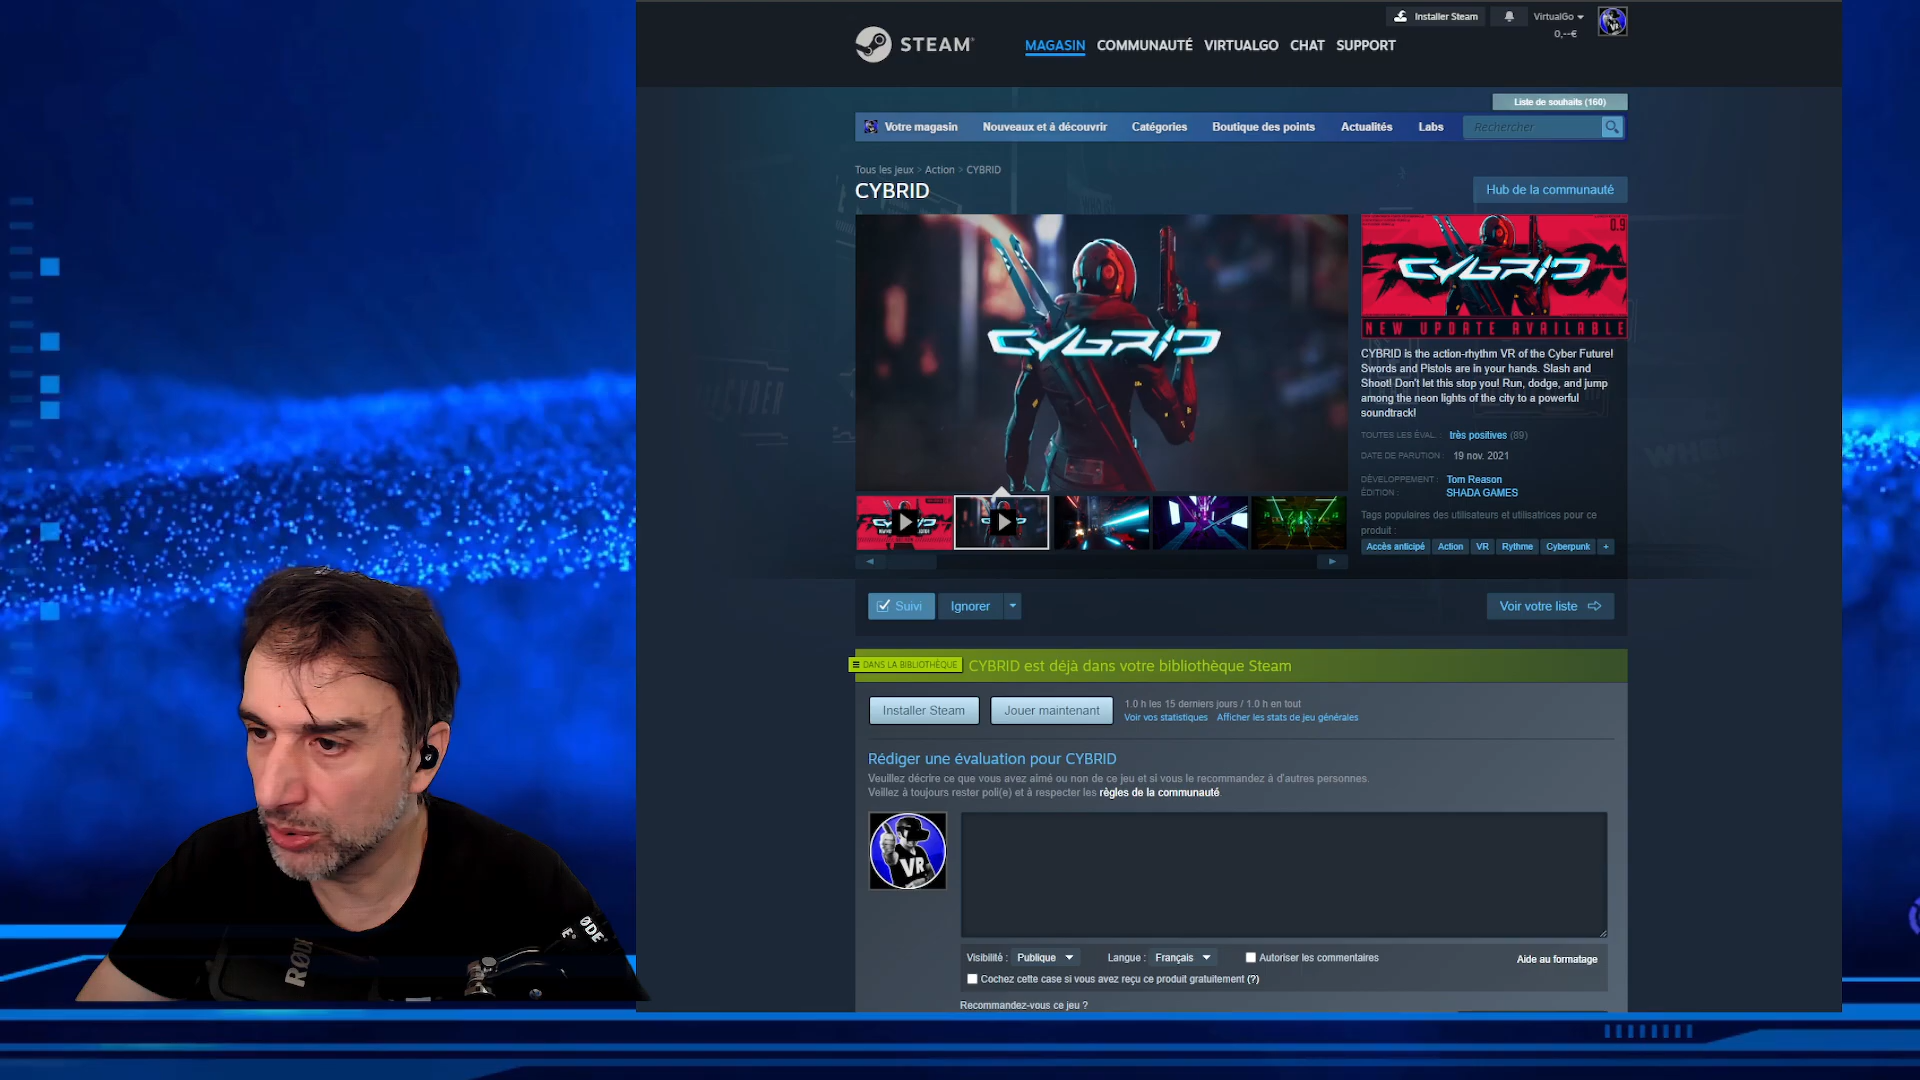 Installer Steam
VirtualGo
0,--€
STEAM
MAGASIN COMMUNAUTÉ VIRTUALGO CHAT SUPPORT
Liste de souhaits (160)
Votre magasin Nouveaux et à découvrir Catégories Boutique des points Actualités Labs Rechercher
Tous les jeux > Action > CYBRID
CYBRID
Hub de la communauté
CYBRID
0.9
CYBRID
NEW UPDATE AVAILABLE
CYBRID is the action-rhythm VR of the Cyber Future!
Swords and Pistols are in your hands. Slash and
Shoot! Don't let this stop you! Run, dodge, and jump
among the neon lights of the city to a powerful
soundtrack!
TOUTES LES ÉVAL. : très positives (89)
DATE DE PARUTION : 19 nov. 2021
DÉVELOPPEMENT : Tom Reason
ÉDITION : SHADA GAMES
Tags populaires des utilisateurs et utilisatrices pour ce
produit :
Accès anticipé Action VR Rythme Cyberpunk +
Suivi Ignorer
Voir votre liste
DANS LA BIBLIOTHÈQUE CYBRID est déjà dans votre bibliothèque Steam
Installer Steam Jouer maintenant
1.0 h les 15 derniers jours / 1.0 h en tout
Voir vos statistiques Afficher les stats de jeu générales
Rédiger une évaluation pour CYBRID
Veuillez décrire ce que vous avez aimé ou non de ce jeu et si vous le recommandez à d'autres personnes.
Veillez à toujours rester poli(e) et à respecter les règles de la communauté
VR
Visibilité : Publique Langue : Français Autoriser les commentaires Aide au formatage
Cochez cette case si vous avez reçu ce produit gratuitement (?)
Recommandez-vous ce jeu ?
RØDE
RØDE